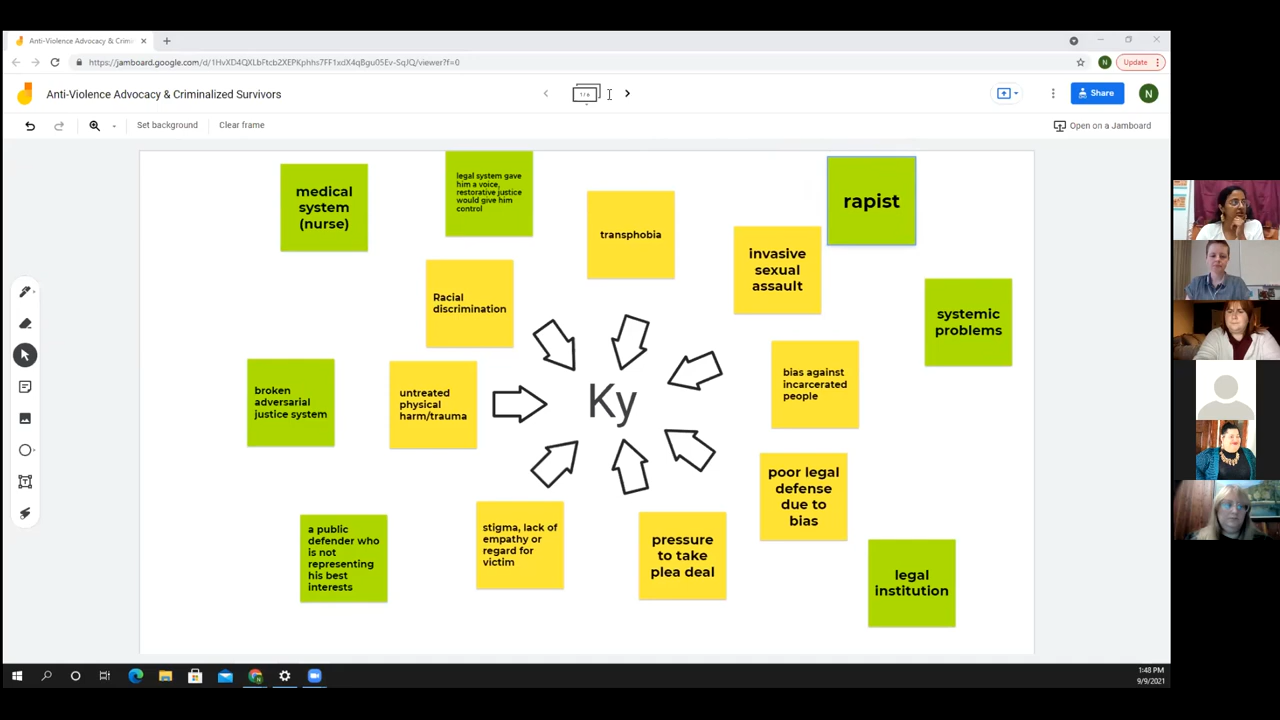 Anti-Violence Advocacy & Crim
https://jamboard.google.com/d/1HvXD4QXLbFtcb2XEPKphhs7FF1xdX4qBgu05Ev-SqJQ/viewer?f=0
N
Update
Anti-Violence Advocacy & Criminalized Survivors
1/6
Share
N
Set background
Clear frame
Open on a Jamboard
medical
system
(nurse)
legal system gave
him a voice,
restorative justice
would give him
control
transphobia
rapist
invasive
sexual
assault
Racial
discrimination
systemic
problems
broken
adversarial
justice system
untreated
physical
harm/trauma
Ky
bias against
incarcerated
people
poor legal
defense
due to
bias
a public
defender who
is not
representing
his best
interests
stigma, lack of
empathy or
regard for
victim
pressure
to take
plea deal
legal
institution
1:48 PM
9/9/2021